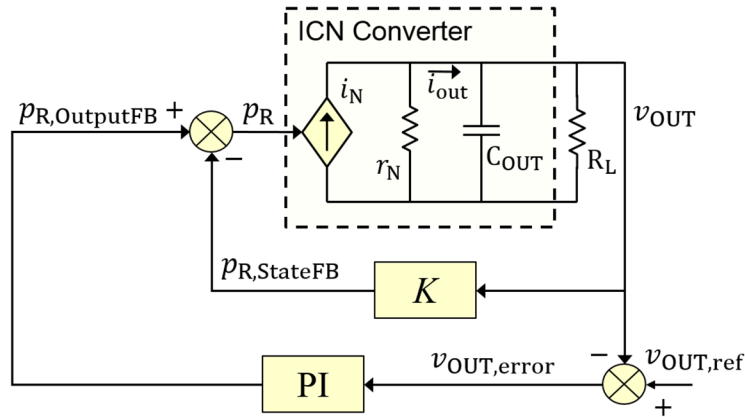 ICN Converter
p_R,OutputFB +
p_R
−
i_N
i_out
r_N
C_OUT
R_L
v_OUT
p_R,StateFB
K
PI
v_OUT,error
−
v_OUT,ref
+